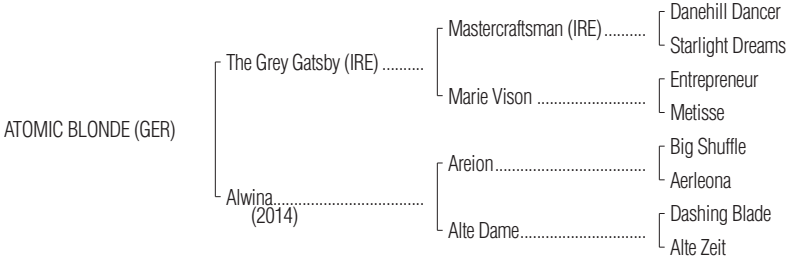 Danehill Dancer
Mastercraftsman (IRE)..........
Starlight Dreams
The Grey Gatsby (IRE) ..........
Entrepreneur
Marie Vison ..........................
Metisse
ATOMIC BLONDE (GER)
Big Shuffle
Areion....................................
Aerleona
Alwina....................................
(2014)
Dashing Blade
Alte Dame..............................
Alte Zeit